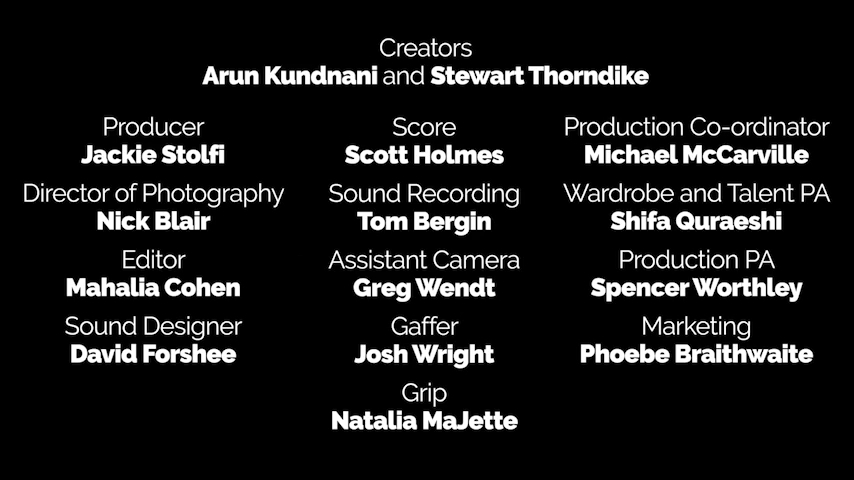 Creators
Arun Kundnani and Stewart Thorndike
Producer
Jackie Stolfi
Director of Photography
Nick Blair
Editor
Mahalia Cohen
Sound Designer
David Forshee
Score
Scott Holmes
Sound Recording
Tom Bergin
Assistant Camera
Greg Wendt
Gaffer
Josh Wright
Grip
Natalia MaJette
Production Co-ordinator
Michael McCarville
Wardrobe and Talent PA
Shifa Quraeshi
Production PA
Spencer Worthley
Marketing
Phoebe Braithwaite